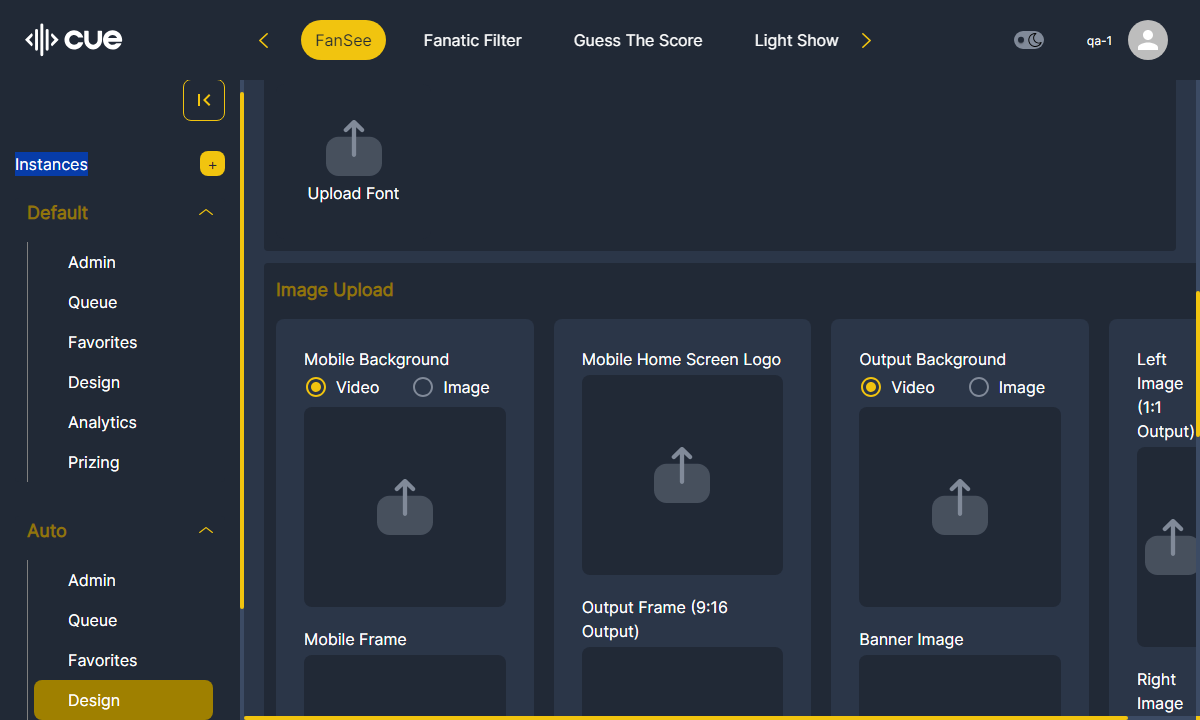 cue
FanSee
Fanatic Filter
Guess The Score
Light Show
qa-1
Instances
+
Default
Admin
Queue
Favorites
Design
Analytics
Prizing
Auto
Admin
Queue
Favorites
Design
Upload Font
Image Upload
Mobile Background
Video
Image
Mobile Frame
Mobile Home Screen Logo
Output Frame (9:16
Output)
Output Background
Video
Image
Banner Image
Left
Image
(1:1
Output)
Right
Image